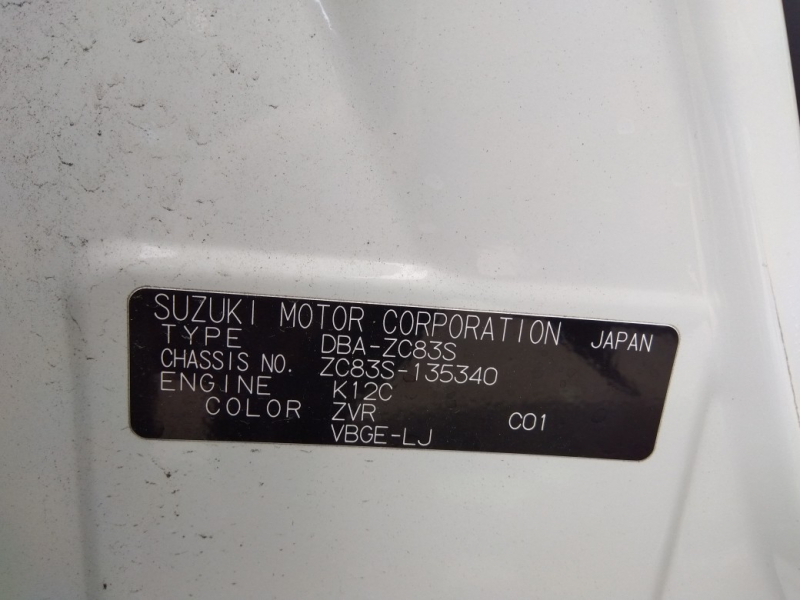 SUZUKI MOTOR CORPORATION JAPAN
TYPE DBA-ZC83S
CHASSIS NO. ZC83S-135340
ENGINE K12C
COLOR ZVR C01
VBGE-LJ